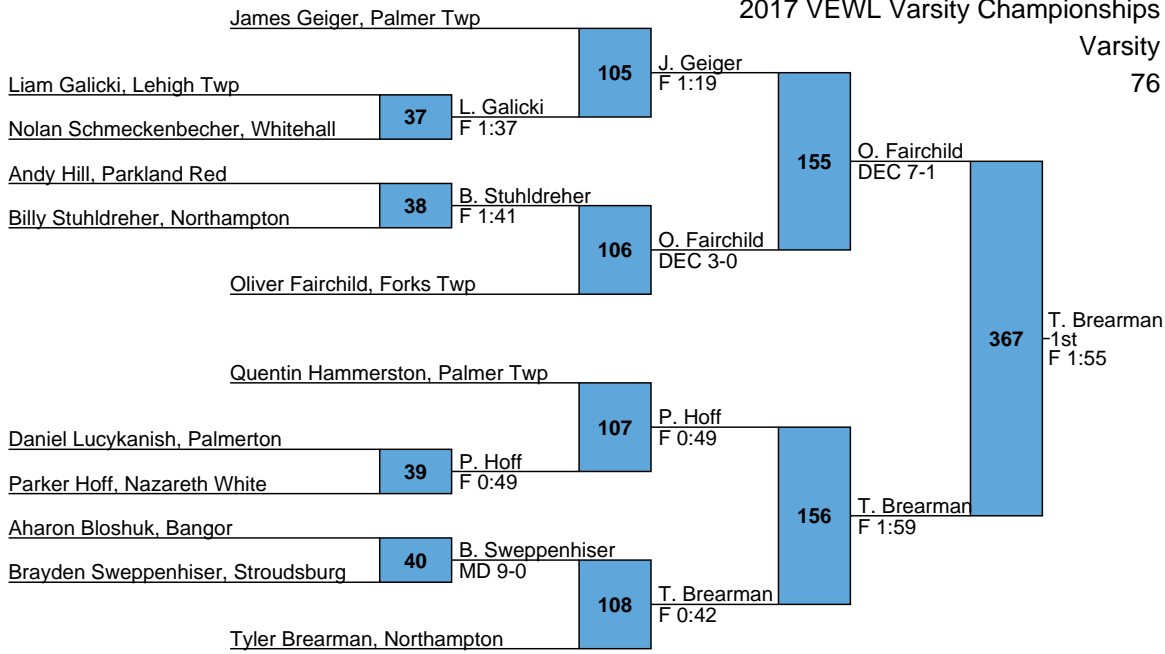 2017 VEWL Varsity Championships
Varsity
76
James Geiger, Palmer Twp
105
J. Geiger
F 1:19
Liam Galicki, Lehigh Twp
37
L. Galicki
F 1:37
Nolan Schmeckenbecher, Whitehall
155
O. Fairchild
DEC 7-1
Andy Hill, Parkland Red
38
B. Stuhldreher
F 1:41
Billy Stuhldreher, Northampton
106
O. Fairchild
DEC 3-0
Oliver Fairchild, Forks Twp
367
T. Brearman
1st
F 1:55
Quentin Hammerston, Palmer Twp
107
P. Hoff
F 0:49
Daniel Lucykanish, Palmerton
39
P. Hoff
F 0:49
Parker Hoff, Nazareth White
156
T. Brearman
F 1:59
Aharon Bloshuk, Bangor
40
B. Sweppenhiser
MD 9-0
Brayden Sweppenhiser, Stroudsburg
108
T. Brearman
F 0:42
Tyler Brearman, Northampton